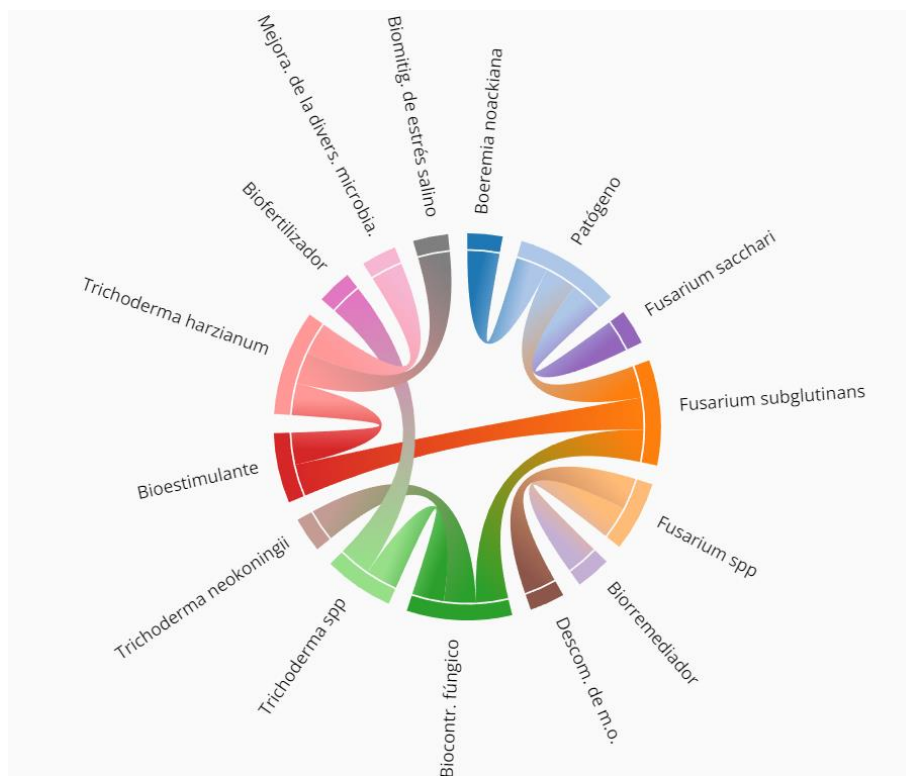 Boeremia noackiana
Patógeno
Fusarium sacchari
Fusarium subglutinans
Fusarium spp
Biorremediador
Descom. de m.o.
Biocontr. fúngico
Trichoderma spp
Trichoderma neokoningii
Bioestimulante
Trichoderma harzianum
Biofertilizador
Mejora. de la divers. microbia.
Biomitig. de estrés salino